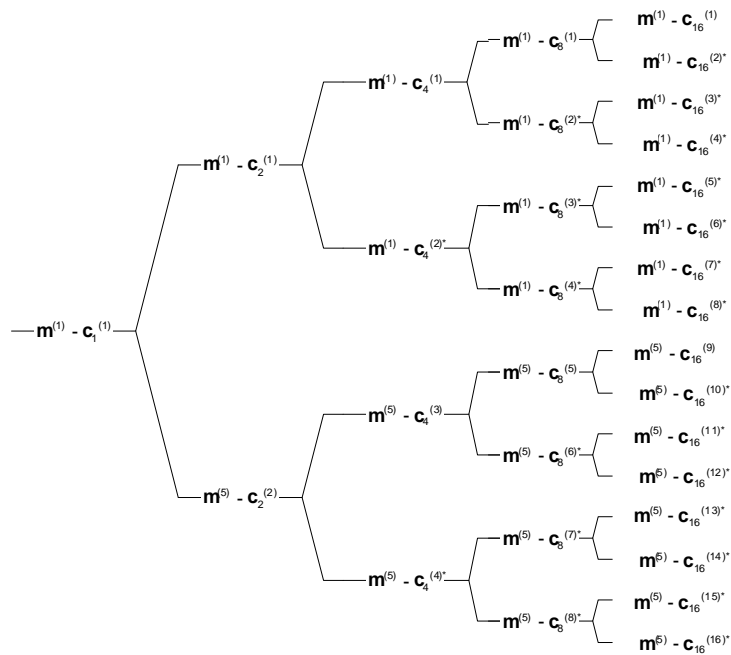 m(1) - c16(1)
m(1) - c8(1)
m(1) - c16(2)*
m(1) - c4(1)
m(1) - c16(3)*
m(1) - c8(2)*
m(1) - c16(4)*
m(1) - c2(1)
m(1) - c16(5)*
m(1) - c8(3)*
m(1) - c16(6)*
m(1) - c4(2)*
m(1) - c16(7)*
m(1) - c8(4)*
m(1) - c16(8)*
m(1) - c1(1)
m(5) - c16(9)
m(5) - c8(5)
m(5) - c16(10)*
m(5) - c4(3)
m(5) - c16(11)*
m(5) - c8(6)*
m(5) - c16(12)*
m(5) - c2(2)
m(5) - c16(13)*
m(5) - c8(7)*
m(5) - c16(14)*
m(5) - c4(4)*
m(5) - c16(15)*
m(5) - c8(8)*
m(5) - c16(16)*